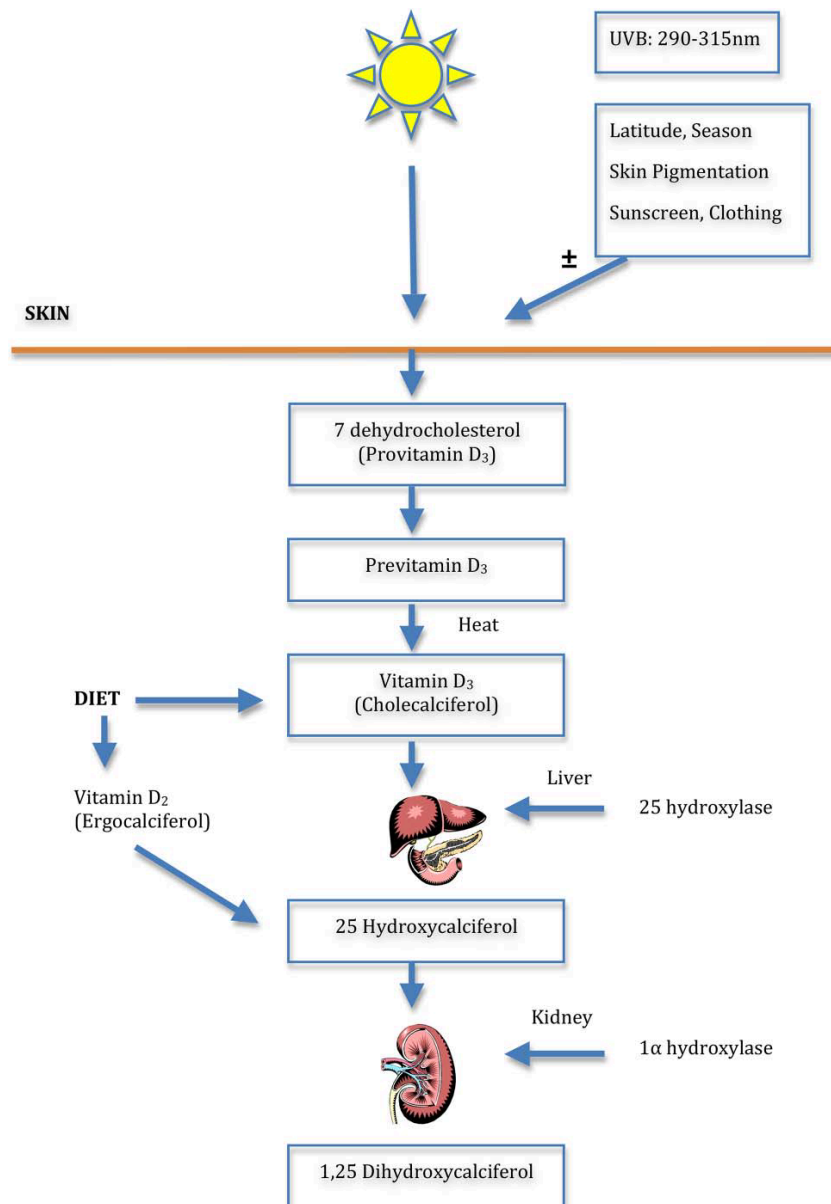 UVB: 290-315nm
Latitude, Season
Skin Pigmentation
Sunscreen, Clothing
±
SKIN
7 dehydrocholesterol
(Provitamin D₃)
Previtamin D₃
Heat
Vitamin D₃
(Cholecalciferol)
DIET
Vitamin D₂
(Ergocalciferol)
Liver
25 hydroxylase
25 Hydroxycalciferol
Kidney
1α hydroxylase
1,25 Dihydroxycalciferol